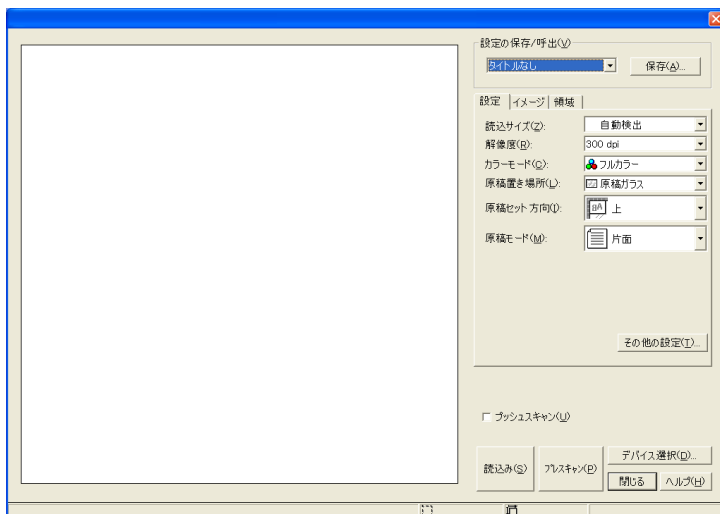 設定の保存/呼出(V)
タイトルなし
保存(A)...
設定 イメージ 領域
読込サイズ(Z): 自動検出
解像度(R): 300 dpi
カラーモード(C): フルカラー
原稿置き場所(L): 原稿ガラス
原稿セット方向(I): 上
原稿モード(M): 片面
その他の設定(T)...
プッシュスキャン(U)
読込み(S)
プレスキャン(P)
デバイス選択(D)...
閉じる
ヘルプ(H)